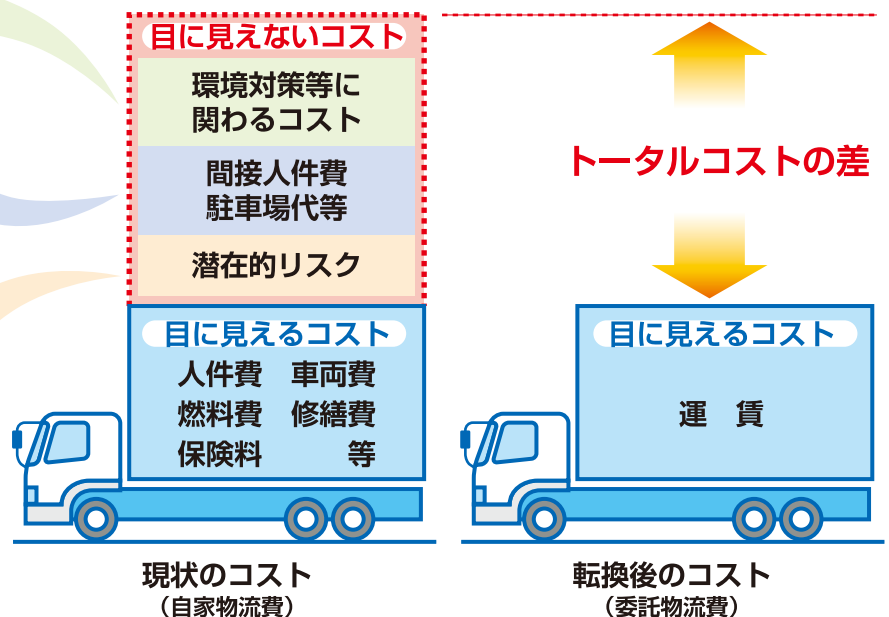 目に見えないコスト
環境対策等に
関わるコスト
間接人件費
駐車場代等
潜在的リスク
目に見えるコスト
人件費 車両費
燃料費 修繕費
保険料 等
現状のコスト
（自家物流費）
トータルコストの差
目に見えるコスト
運 賃
転換後のコスト
（委託物流費）